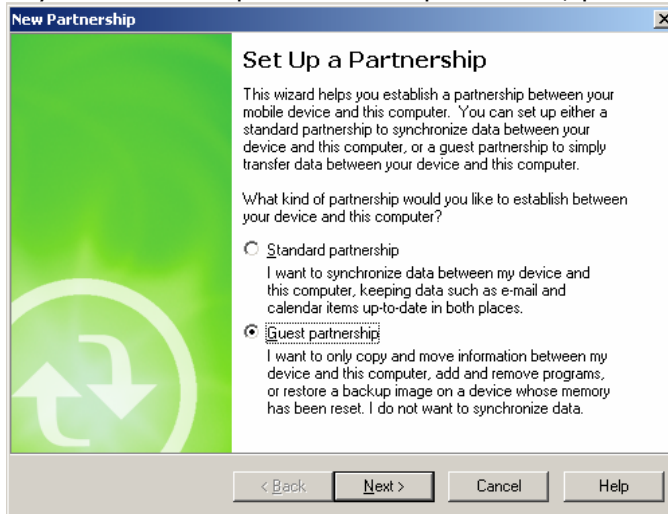 New Partnership
Set Up a Partnership
This wizard helps you establish a partnership between your
mobile device and this computer. You can set up either a
standard partnership to synchronize data between your
device and this computer, or a guest partnership to simply
transfer data between your device and this computer.
What kind of partnership would you like to establish between
your device and this computer?
Standard partnership
I want to synchronize data between my device and
this computer, keeping data such as e-mail and
calendar items up-to-date in both places.
Guest partnership
I want to only copy and move information between my
device and this computer, add and remove programs,
or restore a backup image on a device whose memory
has been reset. I do not want to synchronize data.
< Back Next > Cancel Help